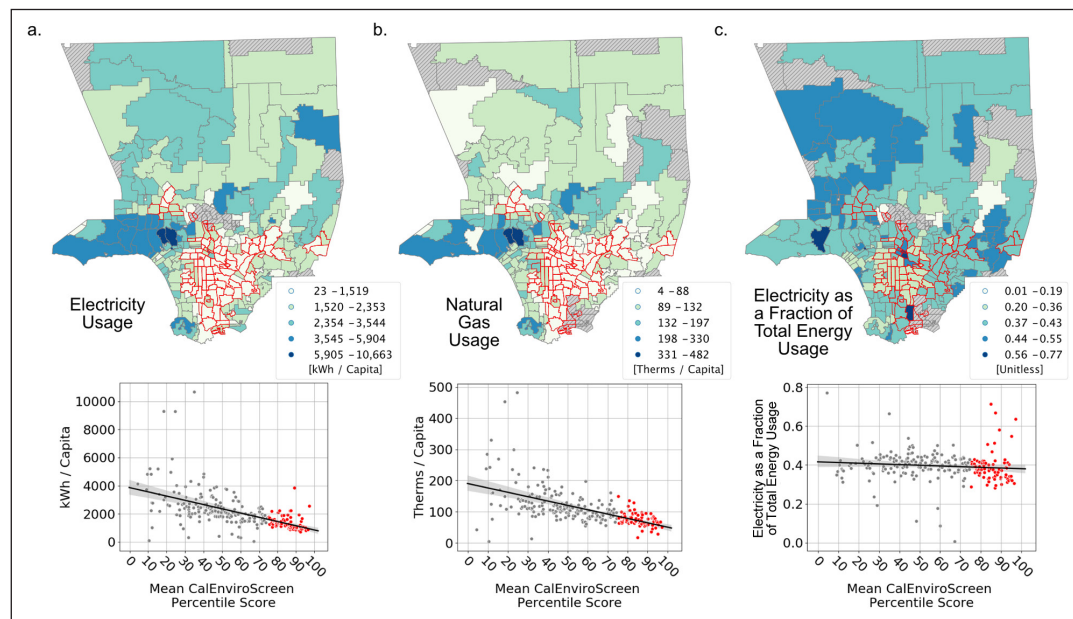 a.
b.
c.
Electricity
Usage
23 – 1,519
1,520 – 2,353
2,354 – 3,544
3,545 – 5,904
5,905 – 10,663
[kWh / Capita]
Natural
Gas
Usage
4 – 88
89 – 132
132 – 197
198 – 330
331 – 482
[Therms / Capita]
Electricity as
a Fraction of
Total Energy
Usage
0.01 – 0.19
0.20 – 0.36
0.37 – 0.43
0.44 – 0.55
0.56 – 0.77
[Unitless]
kWh / Capita
10000
8000
6000
4000
2000
0
0 10 20 30 40 50 60 70 80 90 100
Mean CalEnviroScreen
Percentile Score
Therms / Capita
500
400
300
200
100
0
0 10 20 30 40 50 60 70 80 90 100
Mean CalEnviroScreen
Percentile Score
Electricity as a Fraction
of Total Energy Usage
0.8
0.6
0.4
0.2
0.0
0 10 20 30 40 50 60 70 80 90 100
Mean CalEnviroScreen
Percentile Score